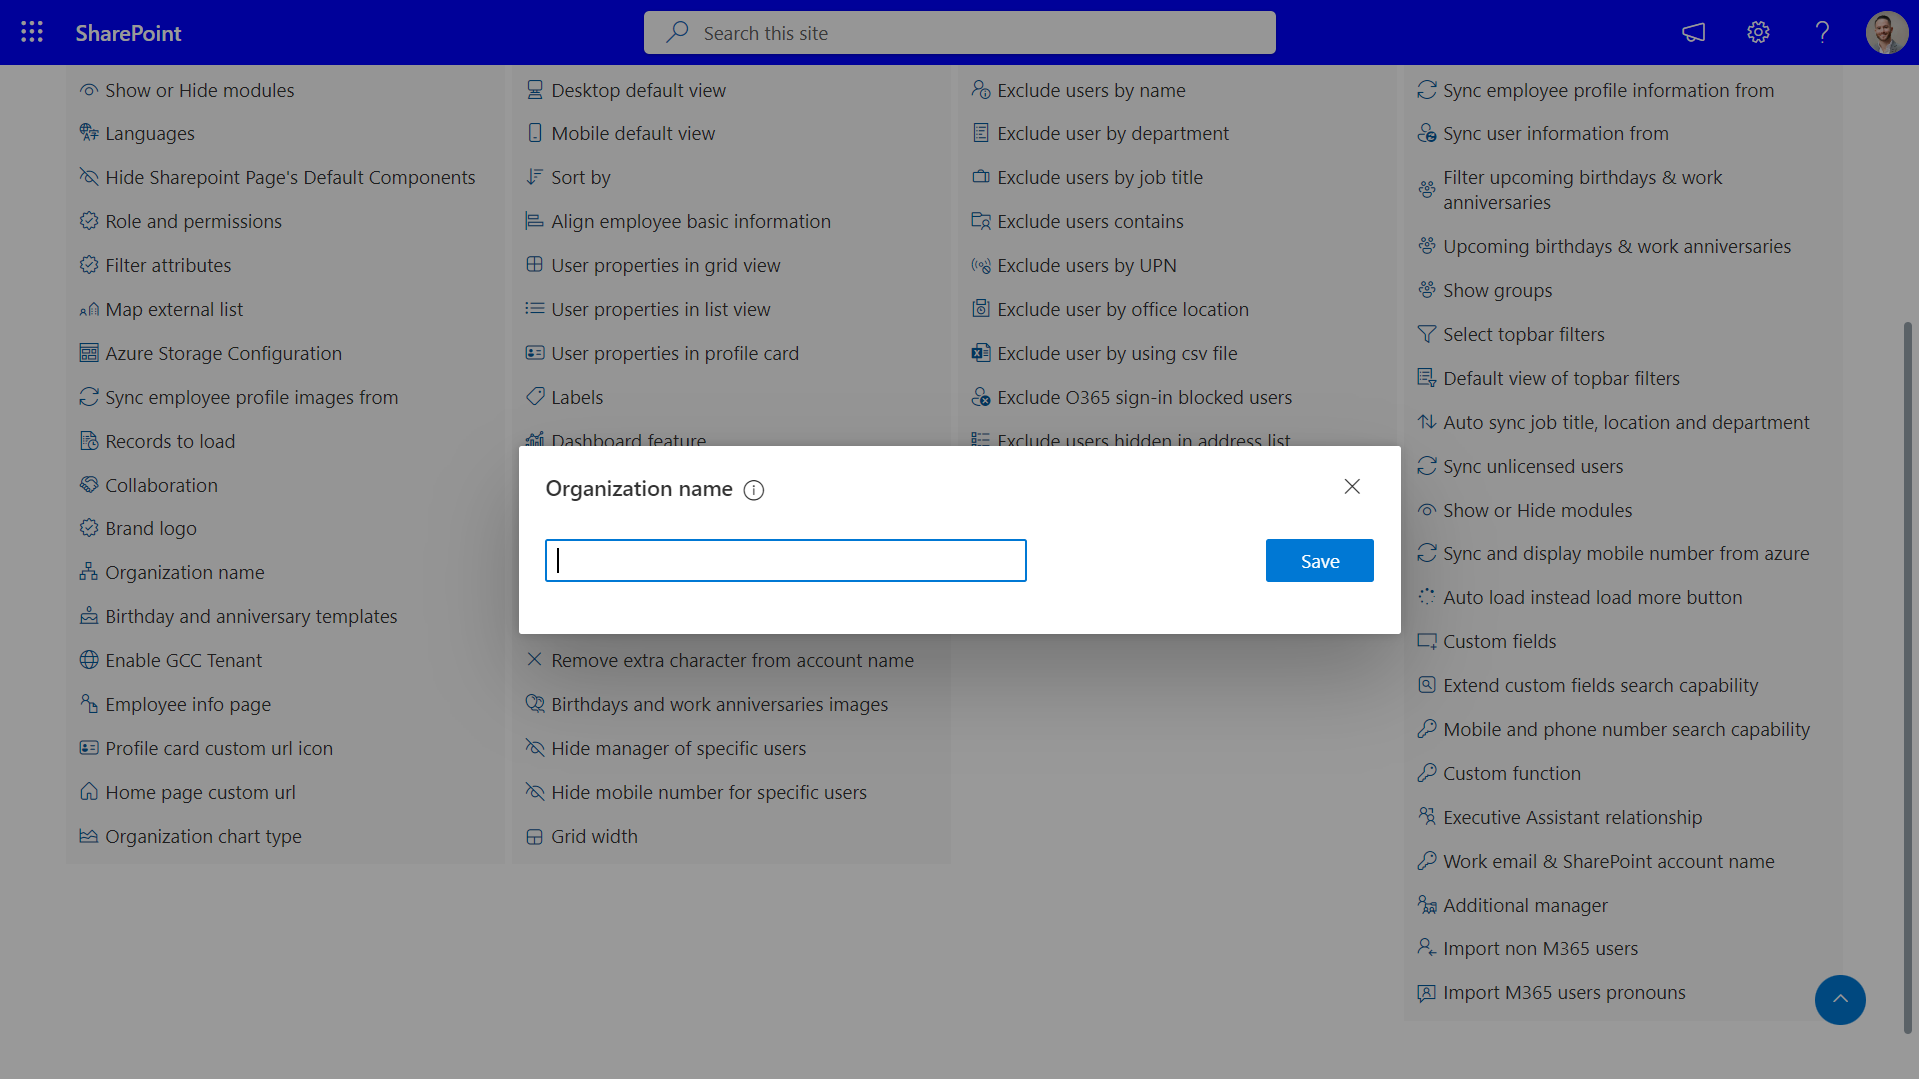 SharePoint
Search this site
Show or Hide modules
Languages
Hide Sharepoint Page's Default Components
Role and permissions
Filter attributes
Map external list
Azure Storage Configuration
Sync employee profile images from
Records to load
Collaboration
Brand logo
Organization name
Birthday and anniversary templates
Enable GCC Tenant
Employee info page
Profile card custom url icon
Home page custom url
Organization chart type
Desktop default view
Mobile default view
Sort by
Align employee basic information
User properties in grid view
User properties in list view
User properties in profile card
Labels
Dashboard feature
Remove extra character from account name
Birthdays and work anniversaries images
Hide manager of specific users
Hide mobile number for specific users
Grid width
Exclude users by name
Exclude user by department
Exclude users by job title
Exclude users contains
Exclude users by UPN
Exclude user by office location
Exclude user by using csv file
Exclude O365 sign-in blocked users
Exclude users hidden in address list
Sync employee profile information from
Sync user information from
Filter upcoming birthdays & work
anniversaries
Upcoming birthdays & work anniversaries
Show groups
Select topbar filters
Default view of topbar filters
Auto sync job title, location and department
Sync unlicensed users
Show or Hide modules
Sync and display mobile number from azure
Auto load instead load more button
Custom fields
Extend custom fields search capability
Mobile and phone number search capability
Custom function
Executive Assistant relationship
Work email & SharePoint account name
Additional manager
Import non M365 users
Import M365 users pronouns
Organization name
Save